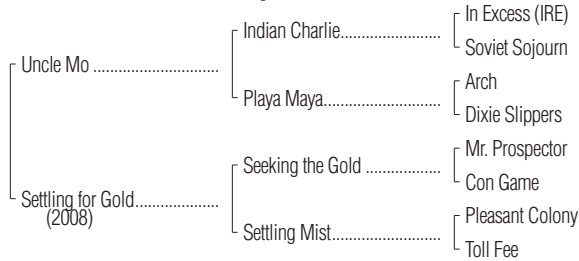 In Excess (IRE)
Indian Charlie.....................
Soviet Sojourn
Uncle Mo ..........................
Arch
Playa Maya.........................
Dixie Slippers
Mr. Prospector
Seeking the Gold ................
Con Game
Settling for Gold.................
(2008)
Pleasant Colony
Settling Mist.......................
Toll Fee